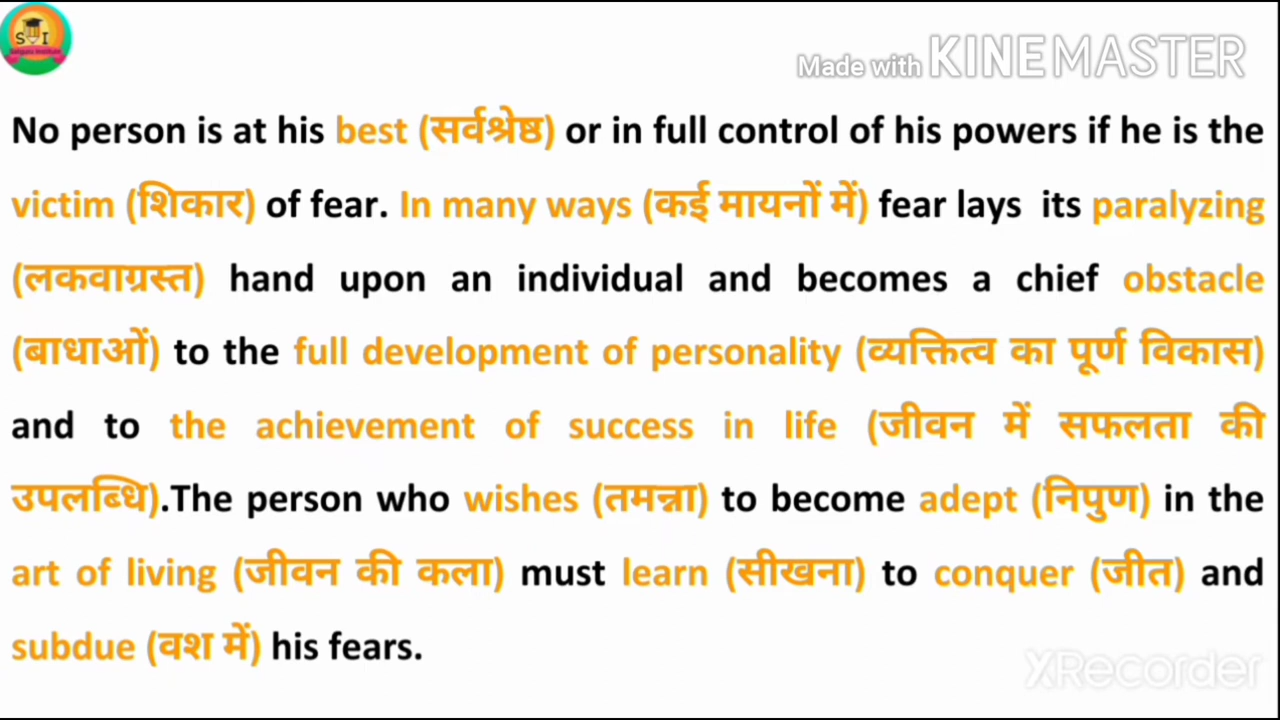 S I
Satguru Institute
Made with KINEMASTER
No person is at his best (सर्वश्रेष्ठ) or in full control of his powers if he is the
victim (शिकार) of fear. In many ways (कई मायनों में) fear lays its paralyzing
(लकवाग्रस्त) hand upon an individual and becomes a chief obstacle
(बाधाओं) to the full development of personality (व्यक्तित्व का पूर्ण विकास)
and to the achievement of success in life (जीवन में सफलता की
उपलब्धि).The person who wishes (तमन्ना) to become adept (निपुण) in the
art of living (जीवन की कला) must learn (सीखना) to conquer (जीत) and
subdue (वश में) his fears.
XRecorder